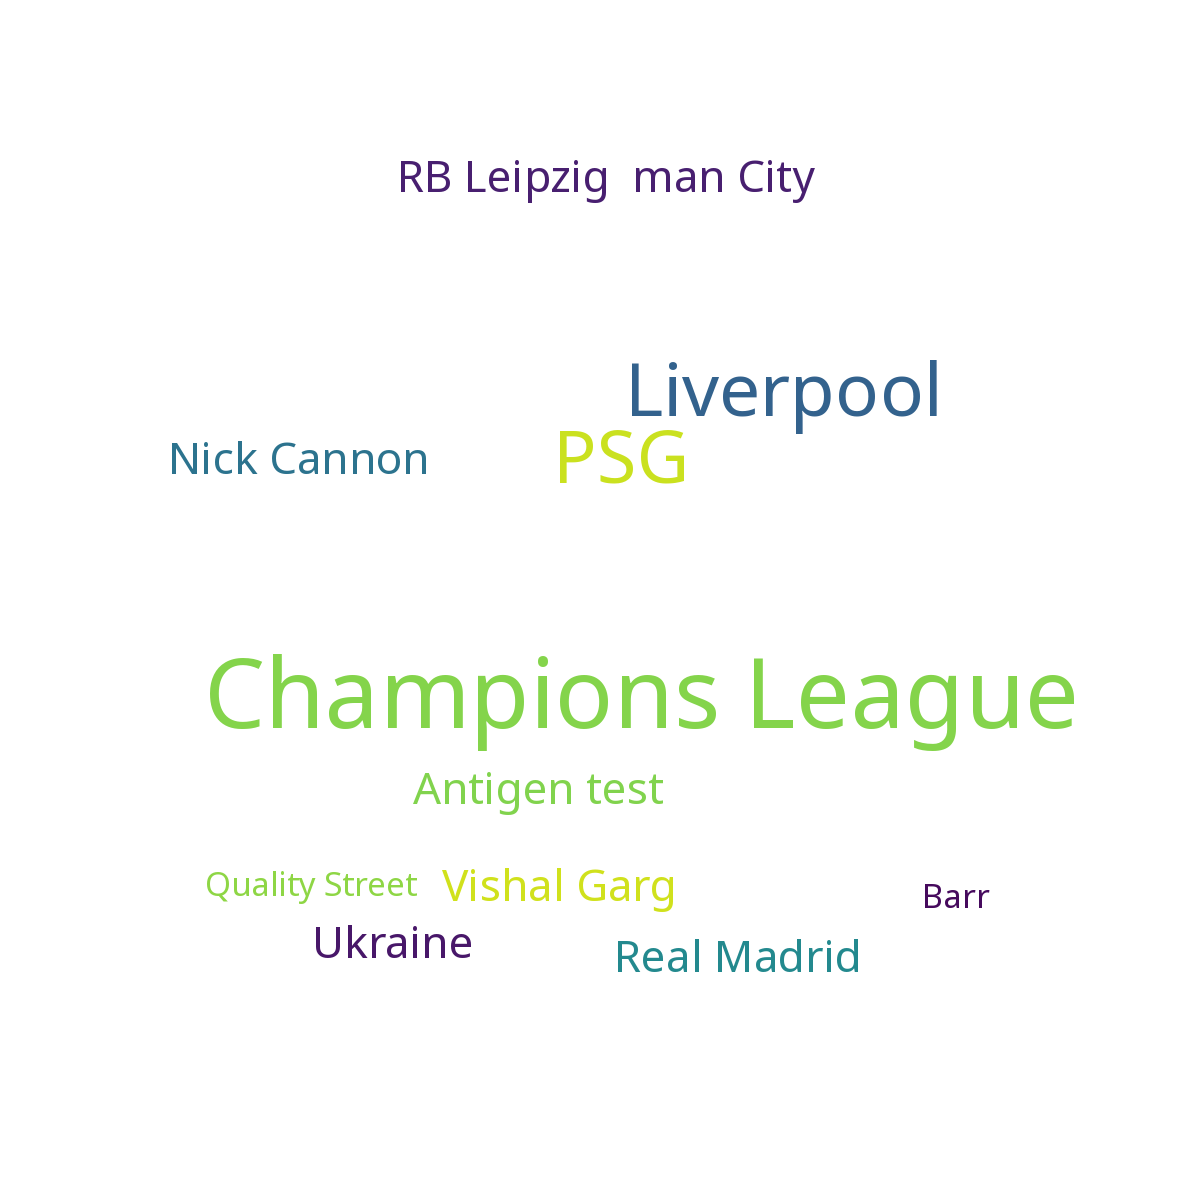 RB Leipzig  man City
Liverpool
Nick Cannon
PSG
Champions League
Antigen test
Quality Street
Vishal Garg
Barr
Ukraine
Real Madrid